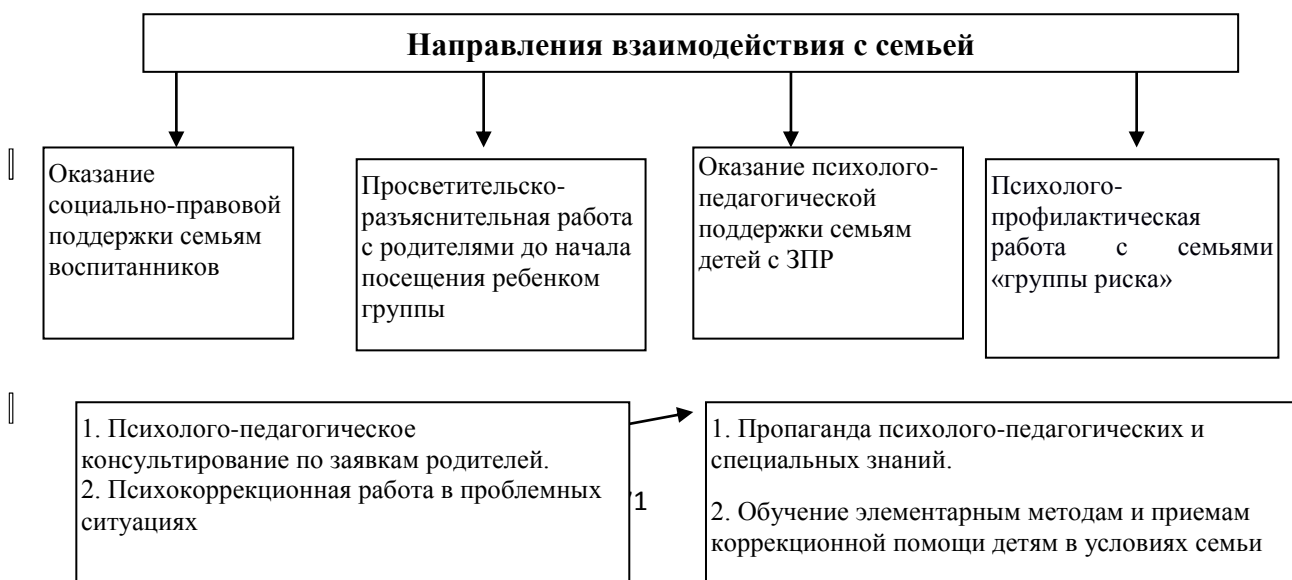 Направления взаимодействия с семьей
Оказание
социально-правовой
поддержки семьям
воспитанников
Просветительско-
разъяснительная работа
с родителями до начала
посещения ребенком
группы
Оказание психолого-
педагогической
поддержки семьям
детей с ЗПР
Психолого-
профилактическая
работа с семьями
«группы риска»
1. Психолого-педагогическое
консультирование по заявкам родителей.
2. Психокоррекционная работа в проблемных
ситуациях
1. Пропаганда психолого-педагогических и
специальных знаний.
2. Обучение элементарным методам и приемам
коррекционной помощи детям в условиях семьи